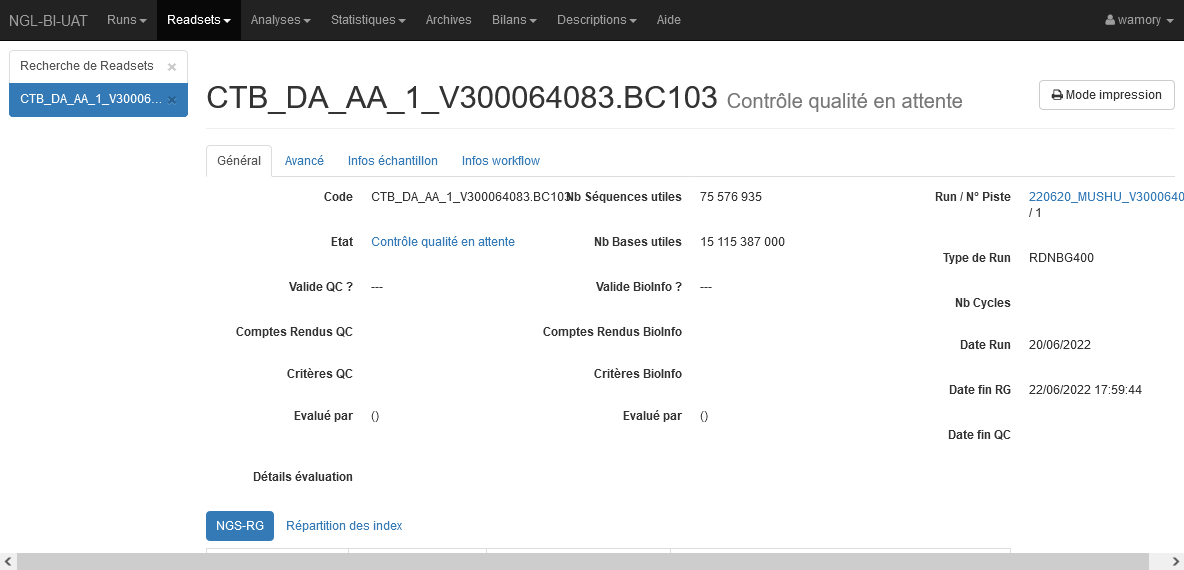 NGL-BI-UAT Runs Readsets Analyses Statistiques Archives Bilans Descriptions Aide wamory
Recherche de Readsets ×
CTB_DA_AA_1_V30006... ×
CTB_DA_AA_1_V300064083.BC103 Contrôle qualité en attente
Mode impression
Général Avancé Infos échantillon Infos workflow
Code CTB_DA_AA_1_V300064083.BC103 Nb Séquences utiles 75 576 935 Run / N° Piste 220620_MUSHU_V3000640
/ 1
Etat Contrôle qualité en attente Nb Bases utiles 15 115 387 000
Type de Run RDNBG400
Valide QC ? --- Valide BioInfo ? ---
Nb Cycles
Comptes Rendus QC Comptes Rendus BioInfo
Date Run 20/06/2022
Critères QC Critères BioInfo
Date fin RG 22/06/2022 17:59:44
Evalué par () Evalué par ()
Date fin QC
Détails évaluation
NGS-RG Répartition des index